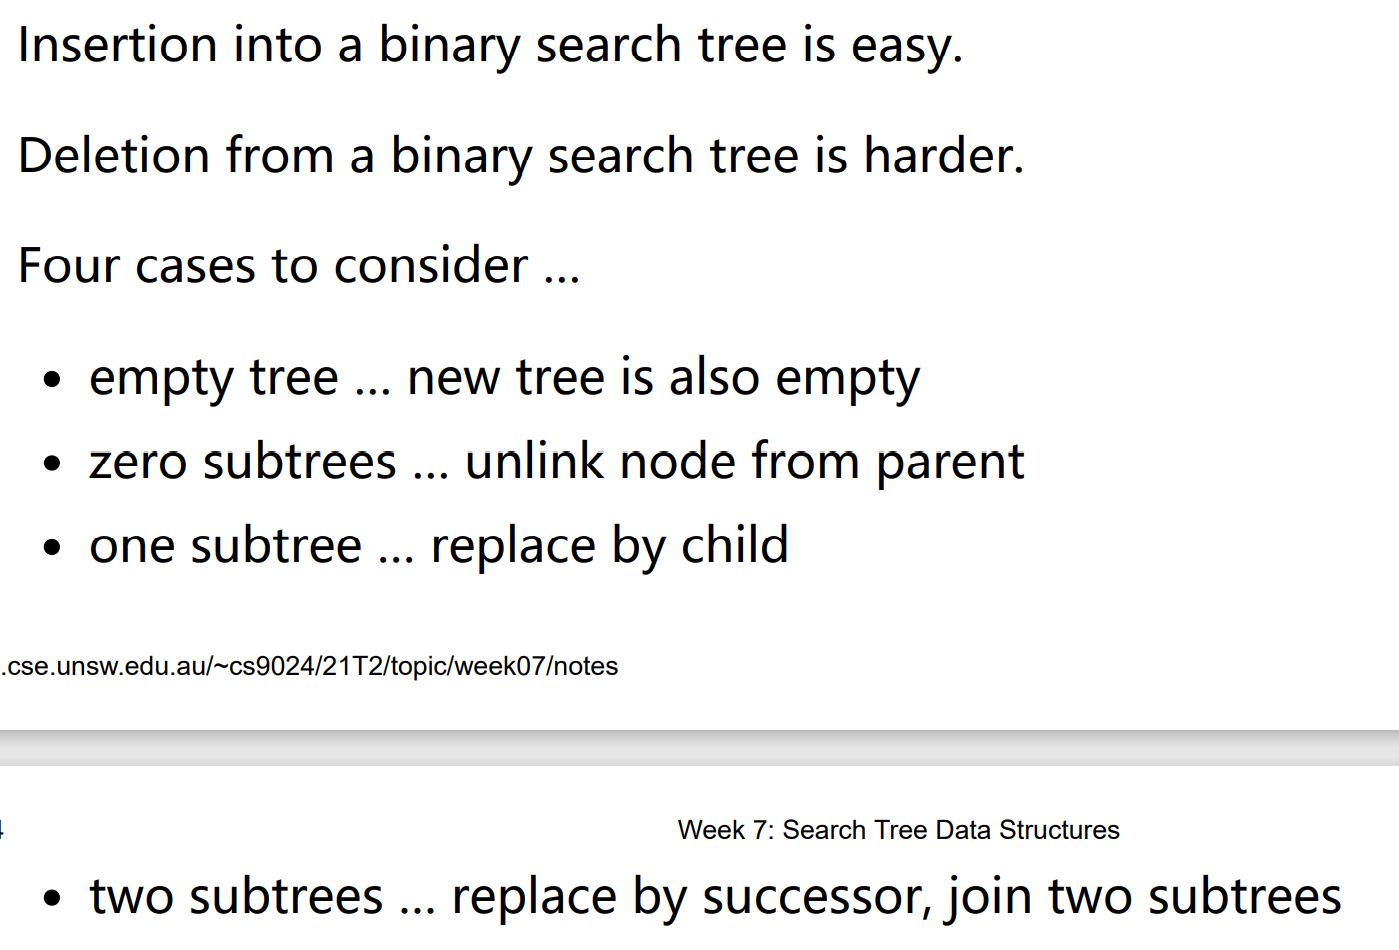 Insertion into a binary search tree is easy.
Deletion from a binary search tree is harder.
Four cases to consider ...
• empty tree ... new tree is also empty
• zero subtrees ... unlink node from parent
• one subtree ... replace by child
.cse.unsw.edu.au/~cs9024/21T2/topic/week07/notes
Week 7: Search Tree Data Structures
• two subtrees ... replace by successor, join two subtrees